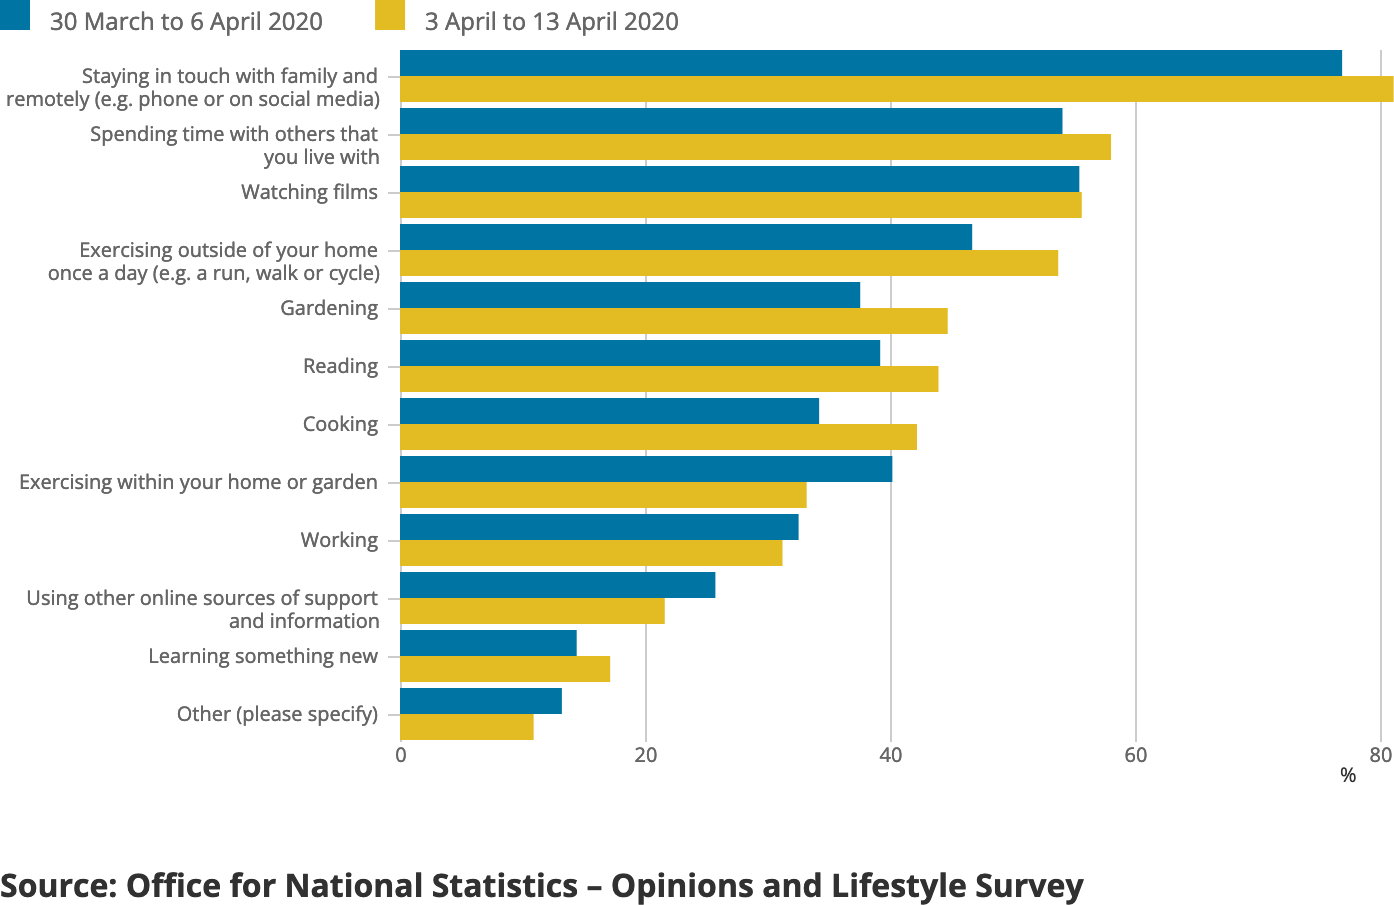 30 March to 6 April 2020
3 April to 13 April 2020
Staying in touch with family and
remotely (e.g. phone or on social media)
Spending time with others that
you live with
Watching films
Exercising outside of your home
once a day (e.g. a run, walk or cycle)
Gardening
Reading
Cooking
Exercising within your home or garden
Working
Using other online sources of support
and information
Learning something new
Other (please specify)
0 20 40 60 80
%
Source: Office for National Statistics – Opinions and Lifestyle Survey